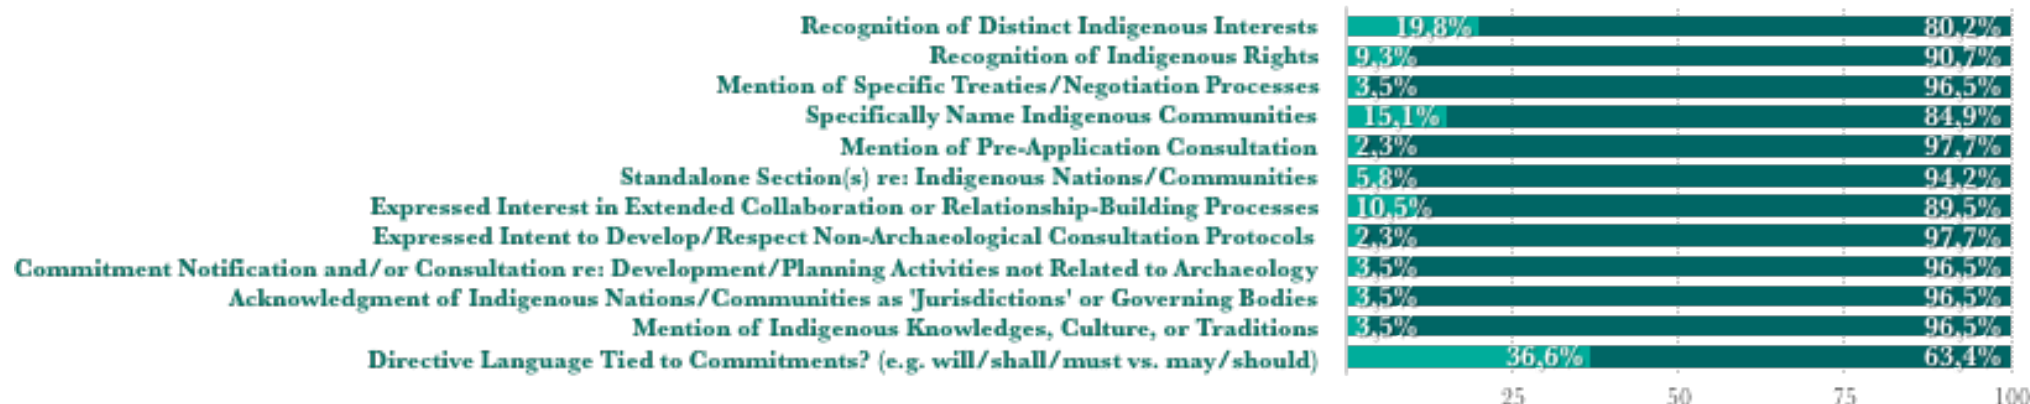 Recognition of Distinct Indigenous Interests 19,8% 80,2%
Recognition of Indigenous Rights 9,3% 90,7%
Mention of Specific Treaties/Negotiation Processes 3,5% 96,5%
Specifically Name Indigenous Communities 15,1% 84,9%
Mention of Pre-Application Consultation 2,3% 97,7%
Standalone Section(s) re: Indigenous Nations/Communities 5,8% 94,2%
Expressed Interest in Extended Collaboration or Relationship-Building Processes 10,5% 89,5%
Expressed Intent to Develop/Respect Non-Archaeological Consultation Protocols 2,3% 97,7%
Commitment Notification and/or Consultation re: Development/Planning Activities not Related to Archaeology 3,5% 96,5%
Acknowledgment of Indigenous Nations/Communities as 'Jurisdictions' or Governing Bodies 3,5% 96,5%
Mention of Indigenous Knowledges, Culture, or Traditions 3,5% 96,5%
Directive Language Tied to Commitments? (e.g. will/shall/must vs. may/should) 36,6% 63,4%
25 50 75 100